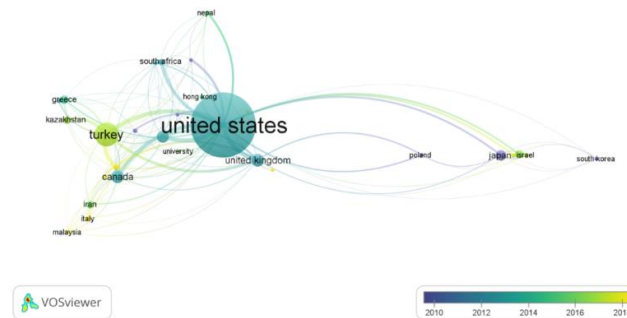 nepal
south africa
hong kong
greece
kazakhstan
turkey
united states
university
united kingdom
canada
poland
japan
israel
south korea
iran
italy
malaysia
VOSviewer
2010 2012 2014 2016